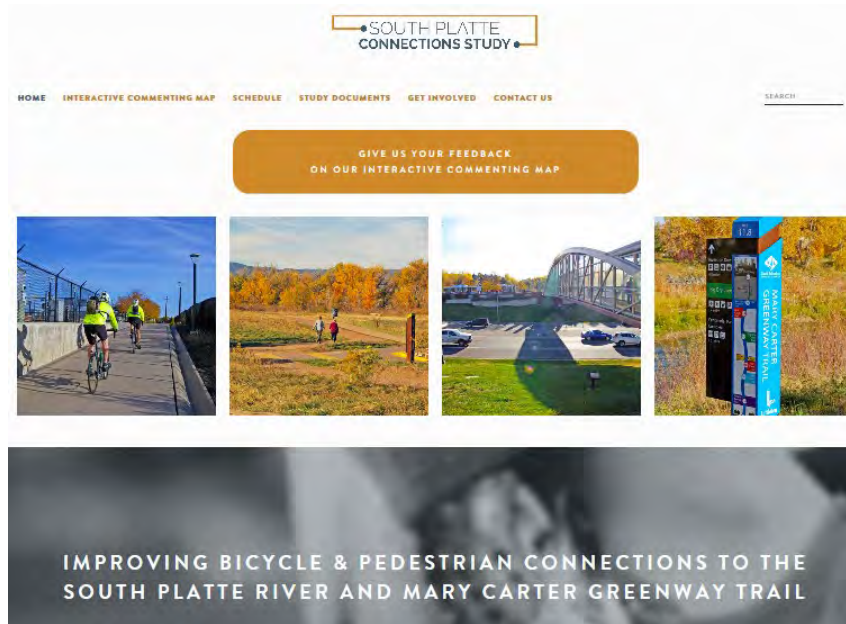 SOUTH PLATTE
CONNECTIONS STUDY
HOME INTERACTIVE COMMENTING MAP SCHEDULE STUDY DOCUMENTS GET INVOLVED CONTACT US SEARCH
GIVE US YOUR FEEDBACK
ON OUR INTERACTIVE COMMENTING MAP
MARY CARTER
GREENWAY TRAIL
IMPROVING BICYCLE & PEDESTRIAN CONNECTIONS TO THE
SOUTH PLATTE RIVER AND MARY CARTER GREENWAY TRAIL